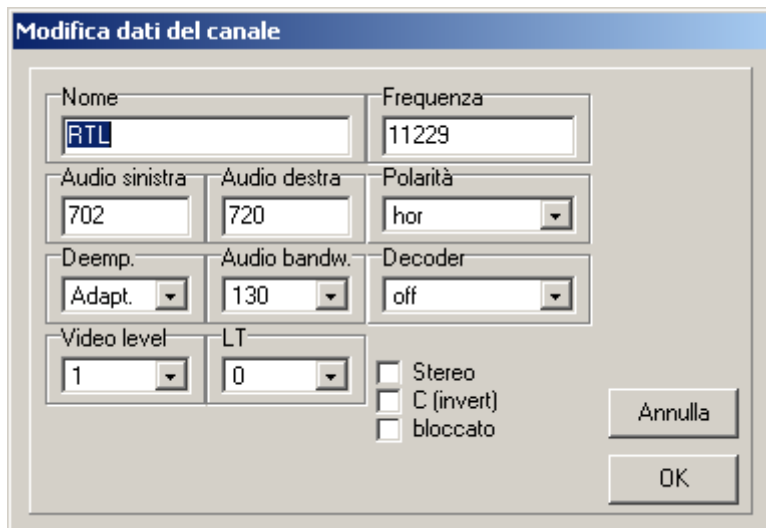 Modifica dati del canale
Nome Frequenza
RTL 11229
Audio sinistra Audio destra Polarità
702 720 hor
Deemp. Audio bandw. Decoder
Adapt. 130 off
Video level LT
1 0
Stereo
C (invert)
bloccato
Annulla
OK